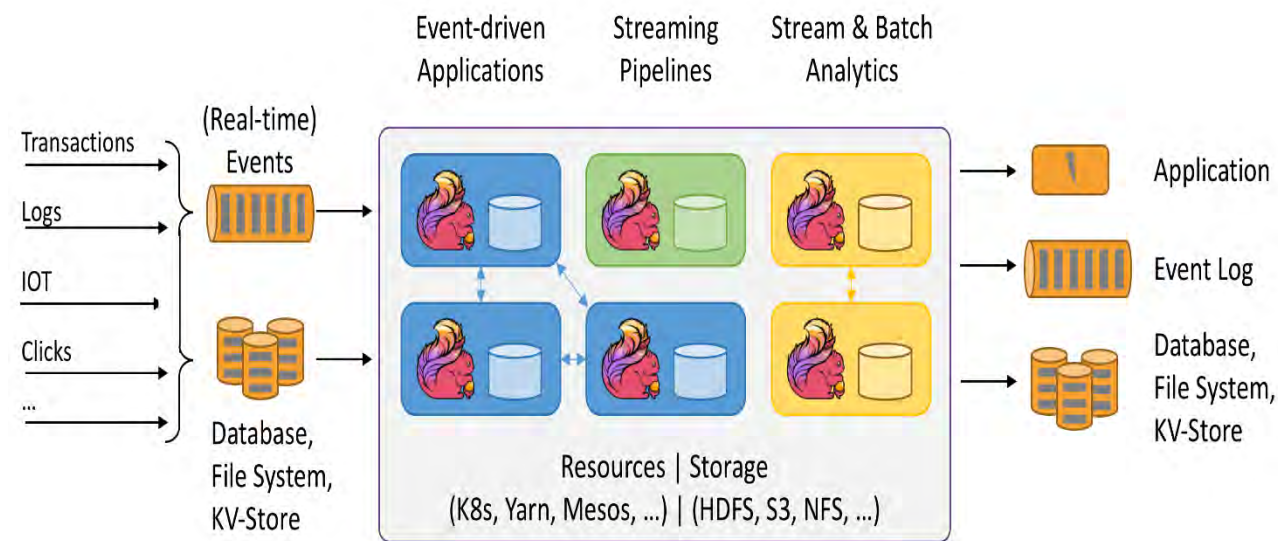 Event-driven
Applications
Streaming
Pipelines
Stream & Batch
Analytics
Transactions
Logs
IOT
Clicks
...
(Real-time)
Events
Database,
File System,
KV-Store
Resources | Storage
(K8s, Yarn, Mesos, ...) | (HDFS, S3, NFS, ...)
Application
Event Log
Database,
File System,
KV-Store